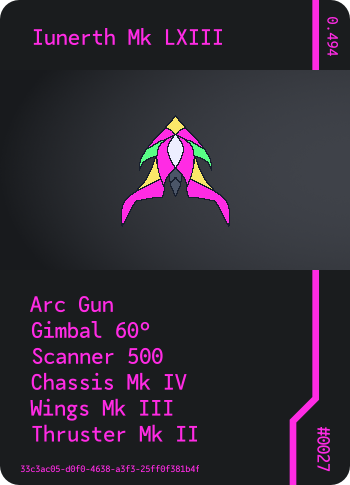 Iunerth Mk LXIII
0.494
Arc Gun
Gimbal 60°
Scanner 500
Chassis Mk IV
Wings Mk III
Thruster Mk II
#0027
33c3ac05-d0f0-4638-a3f3-25ff0f381b4f